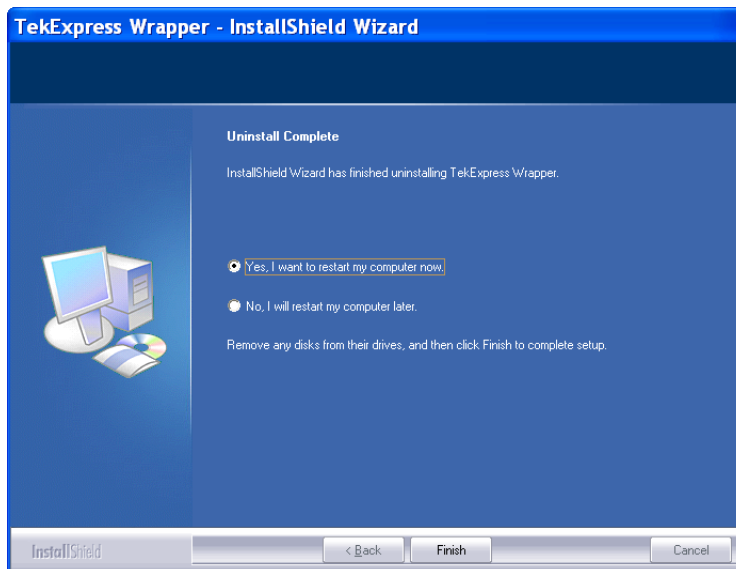 TekExpress Wrapper - InstallShield Wizard
Uninstall Complete
InstallShield Wizard has finished uninstalling TekExpress Wrapper.
Yes, I want to restart my computer now.
No, I will restart my computer later.
Remove any disks from their drives, and then click Finish to complete setup.
InstallShield
< Back
Finish
Cancel